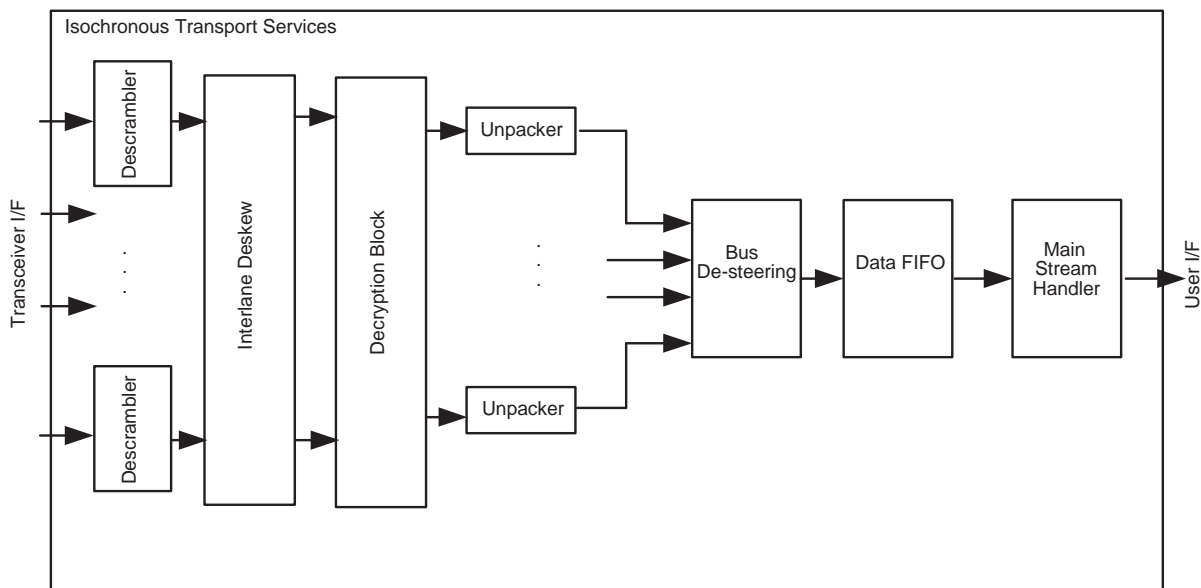 Isochronous Transport Services
Transceiver I/F
Descrambler
Descrambler
Interlane Deskew
Decryption Block
Unpacker
Unpacker
Bus
De-steering
Data FIFO
Main
Stream
Handler
User I/F